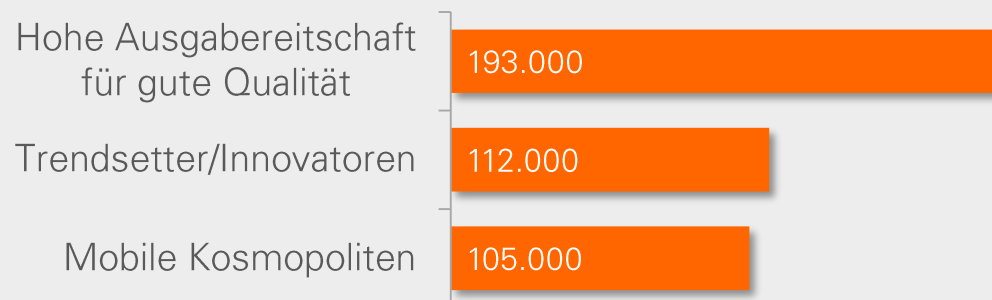 Hohe Ausgabereitschaft
für gute Qualität
193.000
Trendsetter/Innovatoren
112.000
Mobile Kosmopoliten
105.000